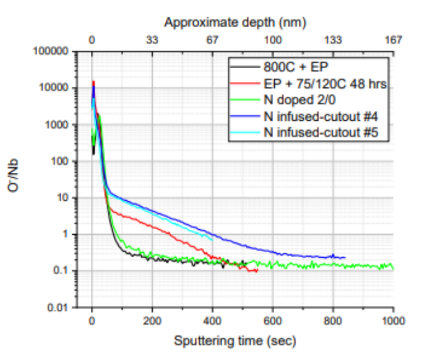 Approximate depth (nm)
0 33 67 100 133 167
100000
10000
1000
100
10
1
0.1
0.01
O⁻/Nb
800C + EP
EP + 75/120C 48 hrs
N doped 2/0
N infused-cutout #4
N infused-cutout #5
0 200 400 600 800 1000
Sputtering time (sec)